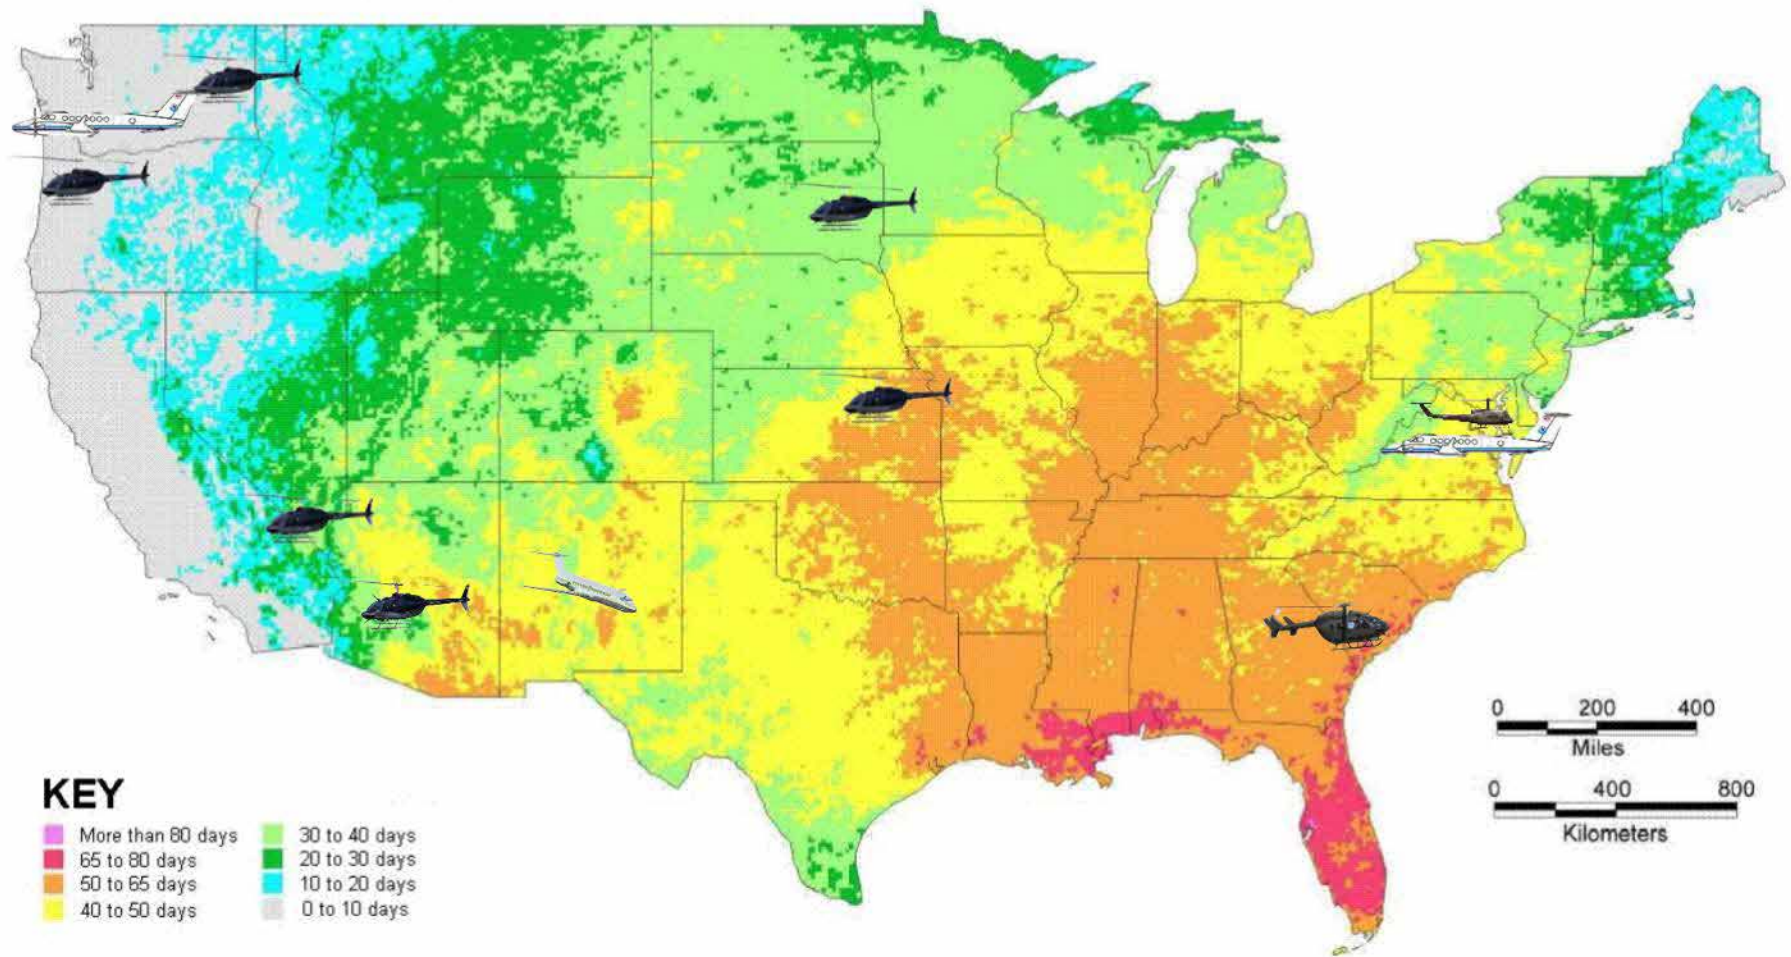 0 200 400
Miles
0 400 800
Kilometers
KEY
More than 80 days
65 to 80 days
50 to 65 days
40 to 50 days
30 to 40 days
20 to 30 days
10 to 20 days
0 to 10 days